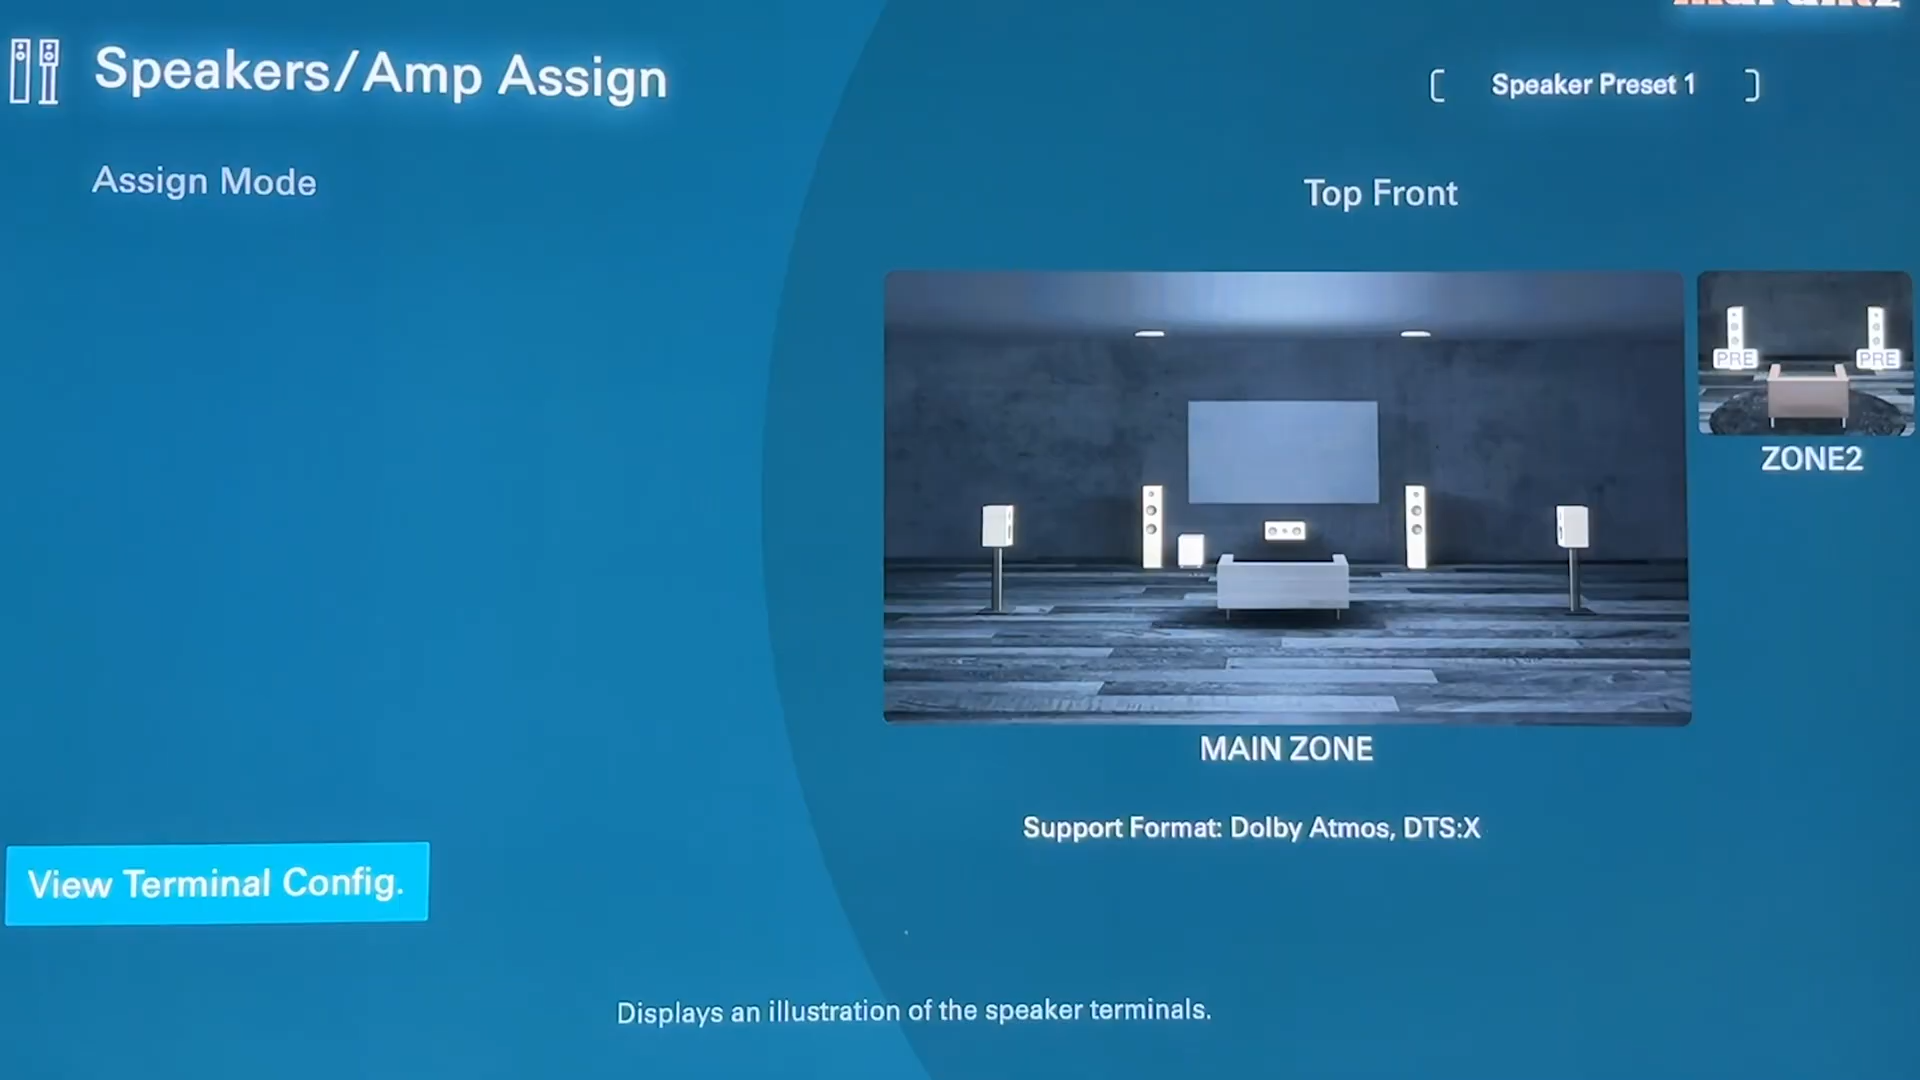 Speakers/Amp Assign
Speaker Preset 1
Assign Mode
Top Front
PRE
PRE
ZONE2
MAIN ZONE
Support Format: Dolby Atmos, DTS:X
View Terminal Config.
Displays an illustration of the speaker terminals.